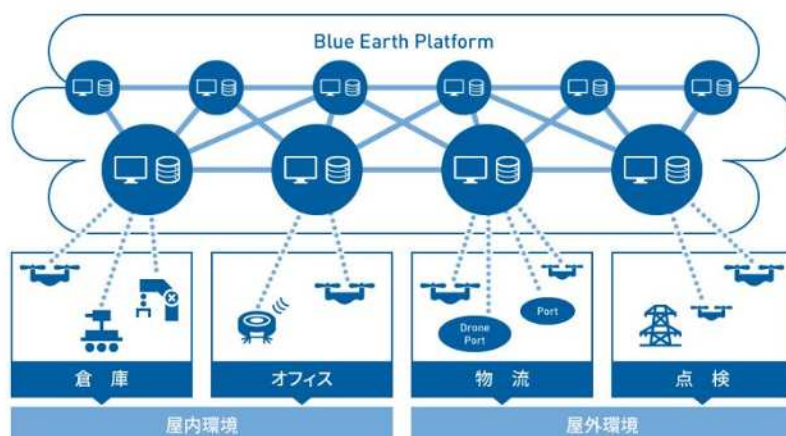 Blue Earth Platform
Drone
Port
Port
倉庫
オフィス
物流
点検
屋内環境
屋外環境